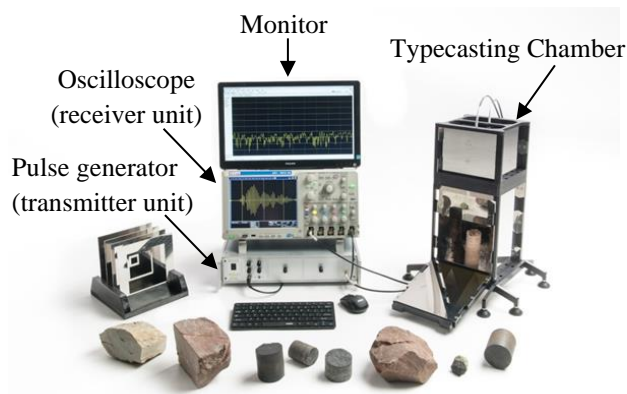 Monitor
Typecasting Chamber
Oscilloscope
(receiver unit)
Pulse generator
(transmitter unit)